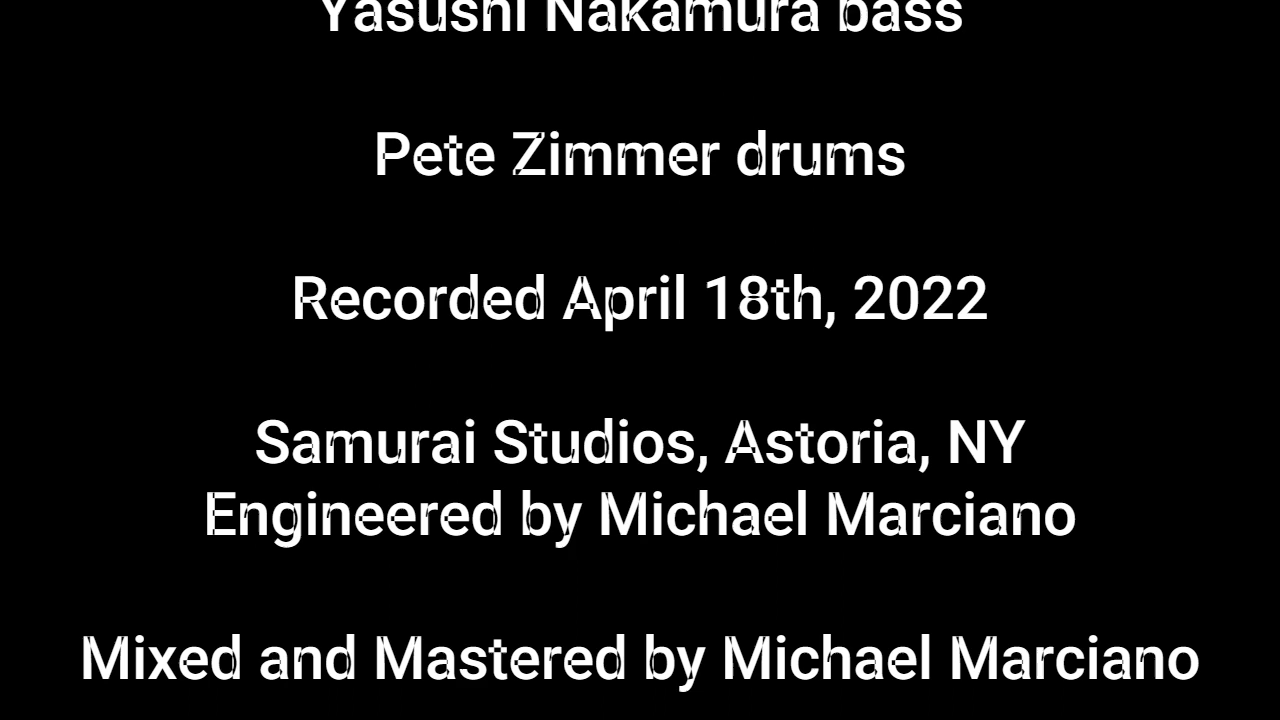 Yasushi Nakamura bass
Pete Zimmer drums
Recorded April 18th, 2022
Samurai Studios, Astoria, NY
Engineered by Michael Marciano
Mixed and Mastered by Michael Marciano